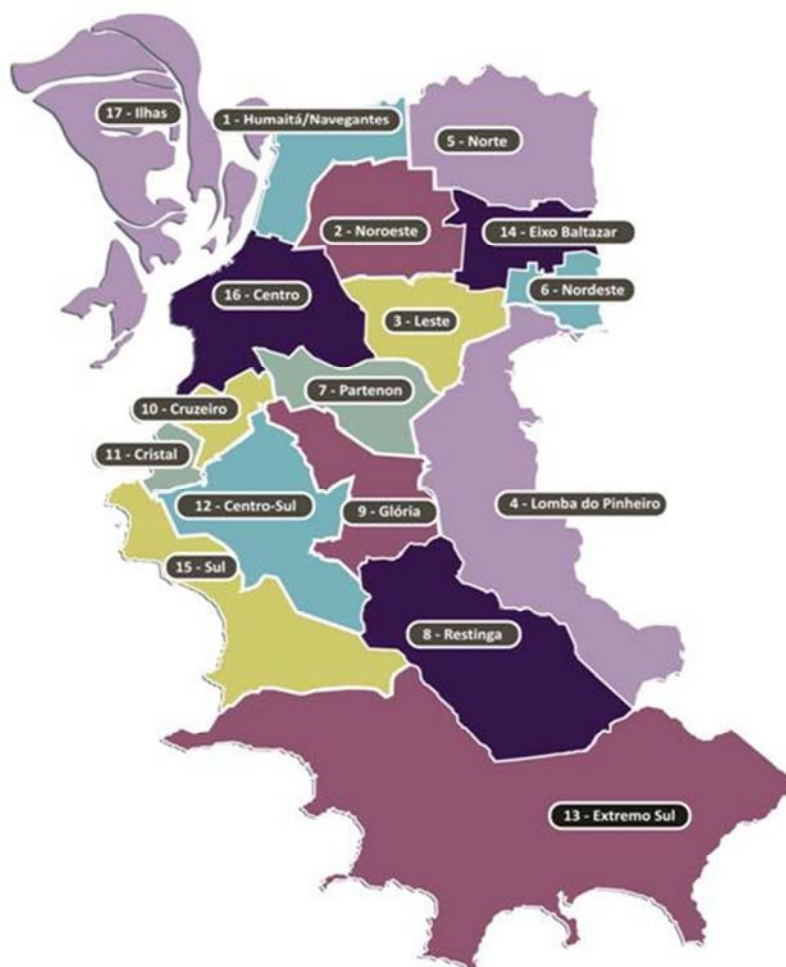 17 - Ilhas
1 - Humaitá/Navegantes
5 - Norte
2 - Noroeste
14 - Eixo Baltazar
16 - Centro
6 - Nordeste
3 - Leste
7 - Partenon
10 - Cruzeiro
11 - Cristal
12 - Centro-Sul
9 - Glória
4 - Lomba do Pinheiro
15 - Sul
8 - Restinga
13 - Extremo Sul